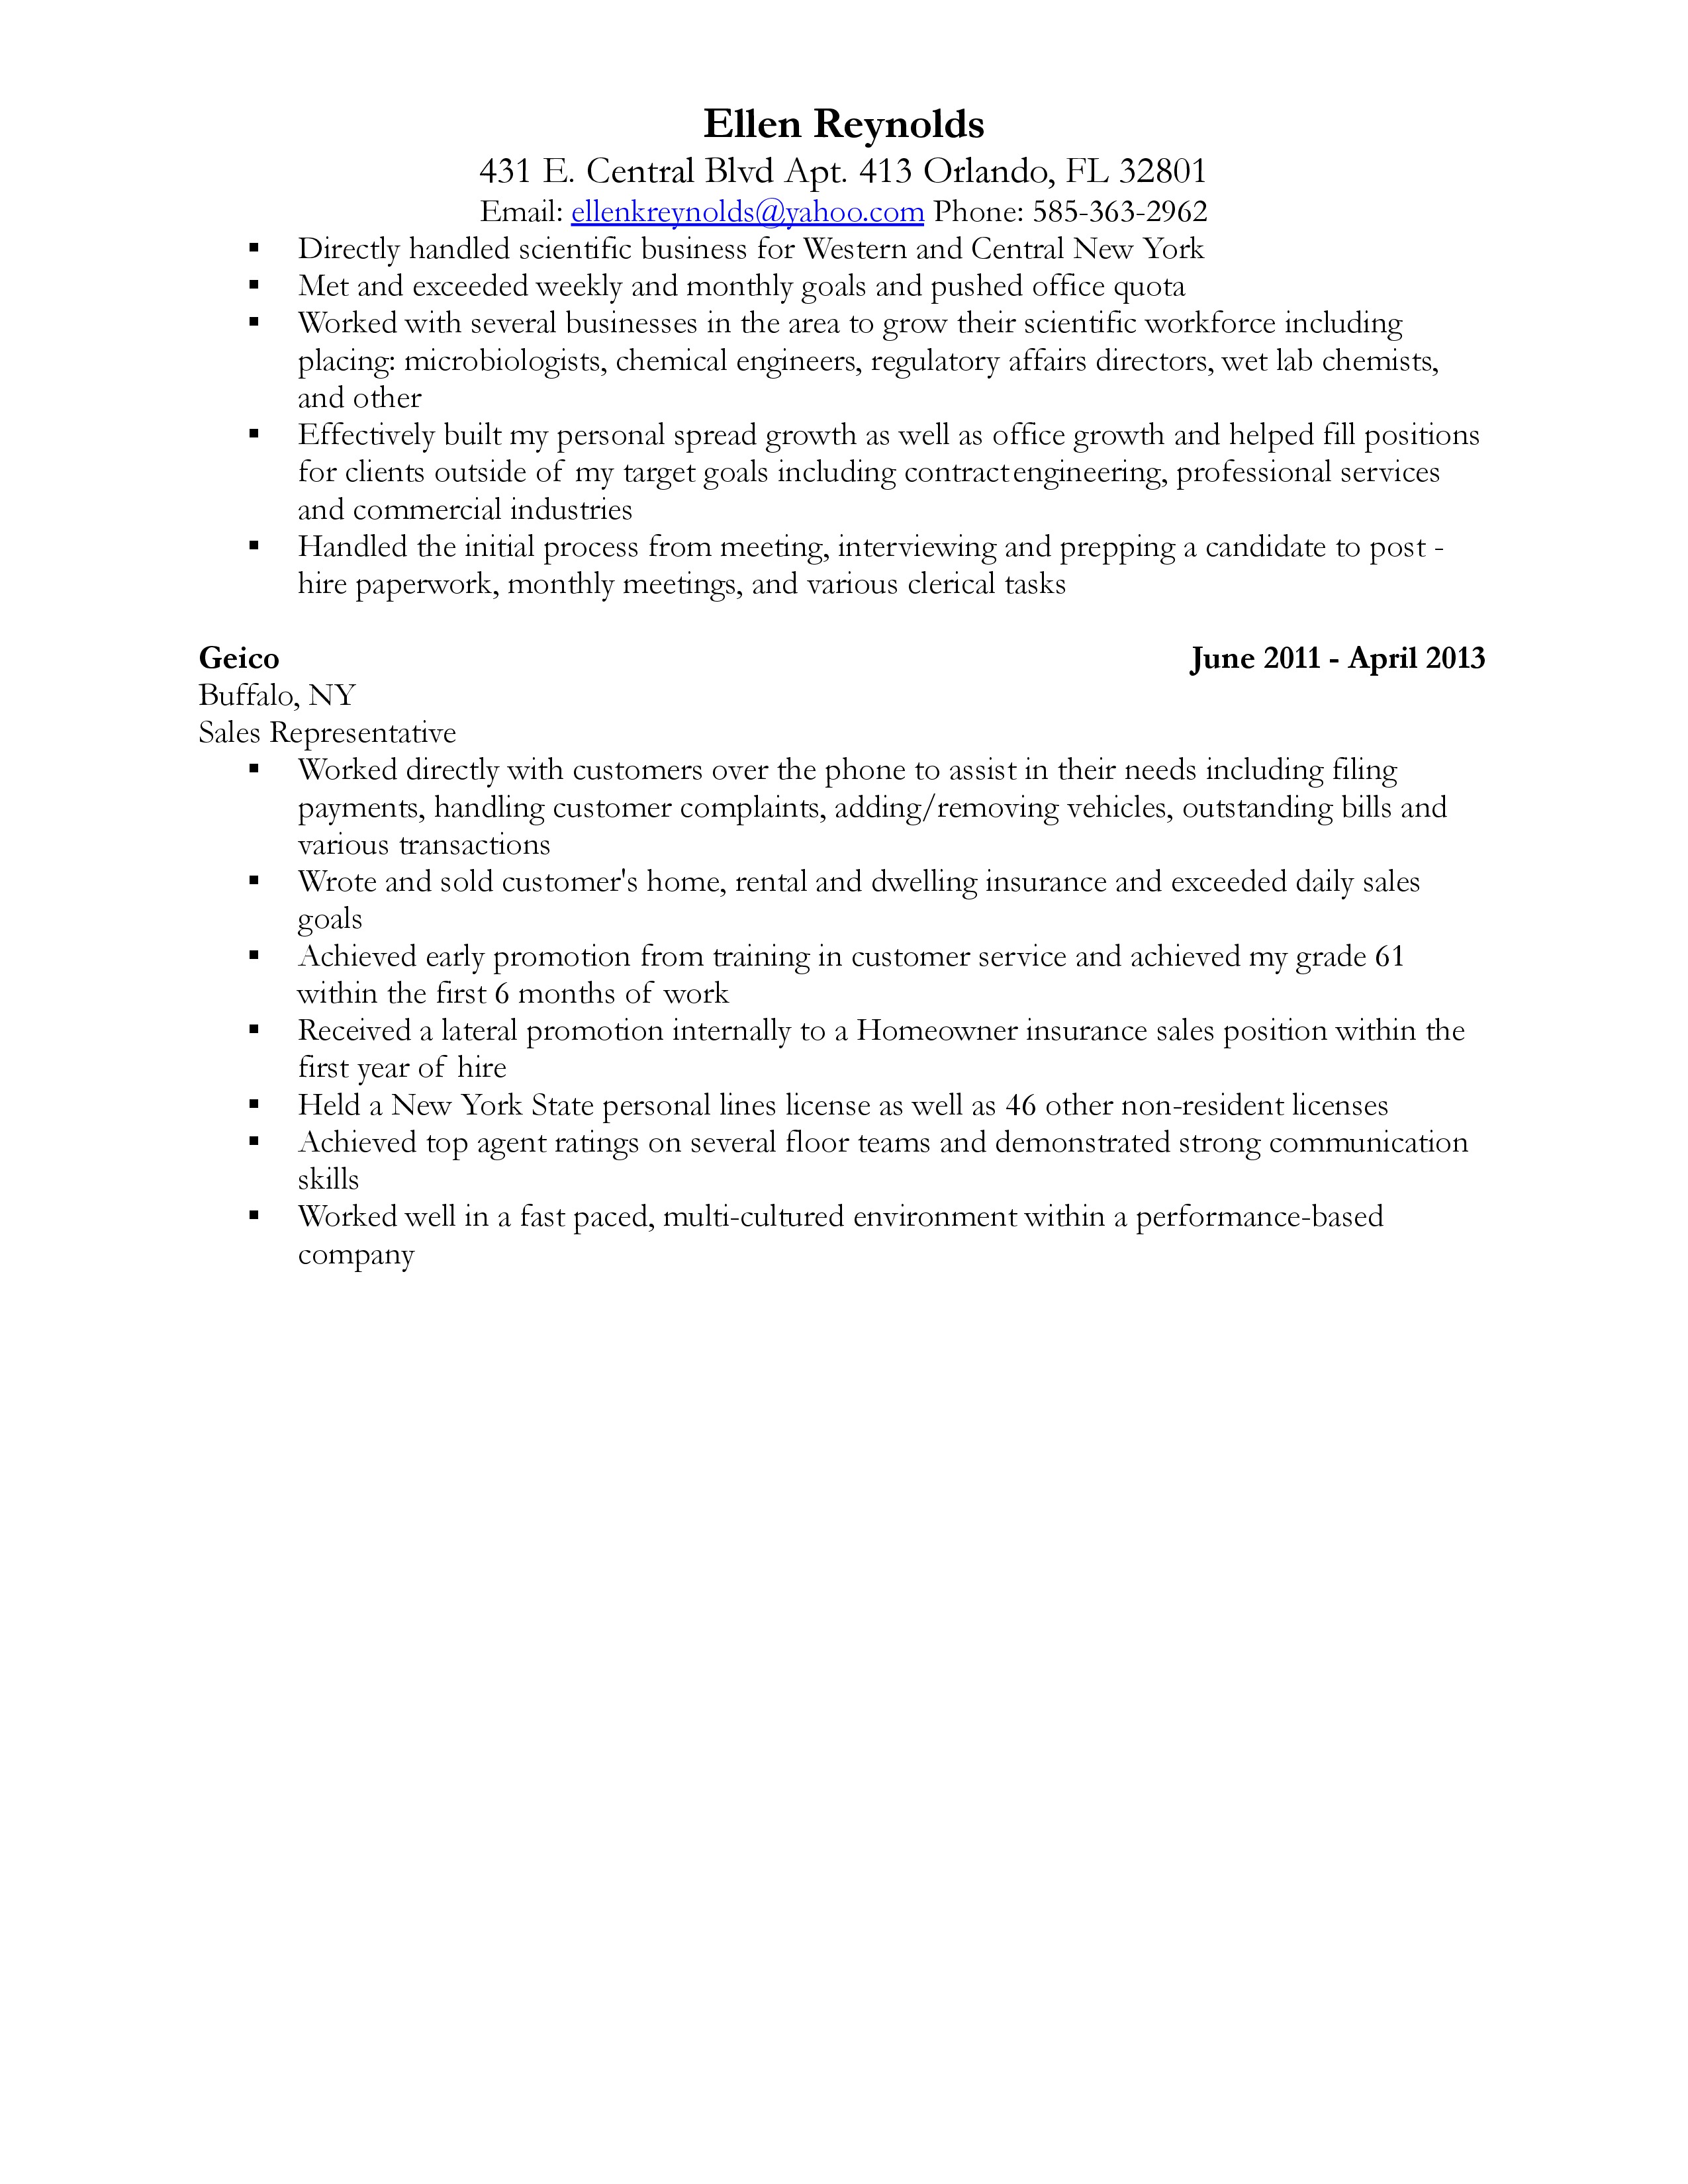 Ellen Reynolds
431 E. Central Blvd Apt. 413 Orlando, FL 32801
Email: ellenkreynolds@yahoo.com Phone: 585-363-2962
▪ Directly handled scientific business for Western and Central New York
▪ Met and exceeded weekly and monthly goals and pushed office quota
▪ Worked with several businesses in the area to grow their scientific workforce including
placing: microbiologists, chemical engineers, regulatory affairs directors, wet lab chemists,
and other
▪ Effectively built my personal spread growth as well as office growth and helped fill positions
for clients outside of my target goals including contract engineering, professional services
and commercial industries
▪ Handled the initial process from meeting, interviewing and prepping a candidate to post -
hire paperwork, monthly meetings, and various clerical tasks
Geico June 2011 - April 2013
Buffalo, NY
Sales Representative
▪ Worked directly with customers over the phone to assist in their needs including filing
payments, handling customer complaints, adding/removing vehicles, outstanding bills and
various transactions
▪ Wrote and sold customer's home, rental and dwelling insurance and exceeded daily sales
goals
▪ Achieved early promotion from training in customer service and achieved my grade 61
within the first 6 months of work
▪ Received a lateral promotion internally to a Homeowner insurance sales position within the
first year of hire
▪ Held a New York State personal lines license as well as 46 other non-resident licenses
▪ Achieved top agent ratings on several floor teams and demonstrated strong communication
skills
▪ Worked well in a fast paced, multi-cultured environment within a performance-based
company